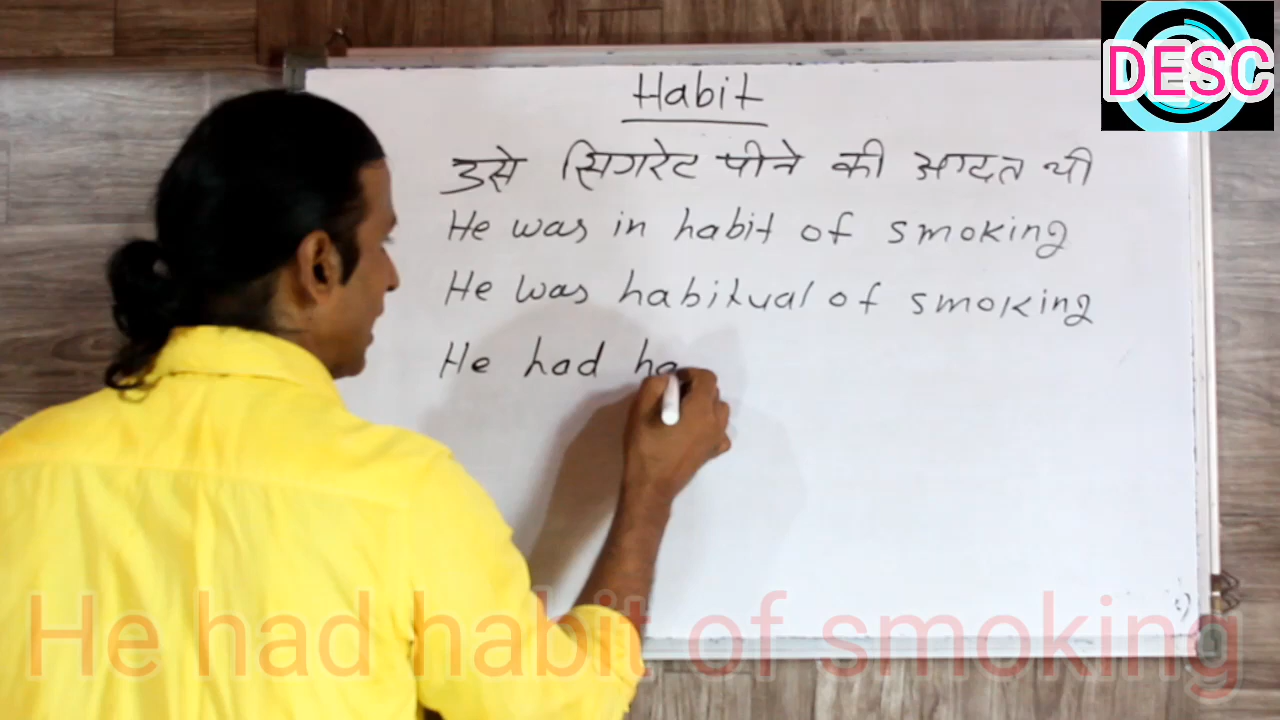 DESC
Habit
उसे सिगरेट पीने की आदत थी
He was in habit of smoking
He was habitual of smoking
He had ha
He had habit of smoking